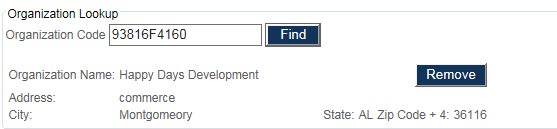 Organization Lookup
Organization Code 93816F4160 Find
Organization Name: Happy Days Development Remove
Address: commerce
City: Montgomeory State: AL Zip Code + 4: 36116